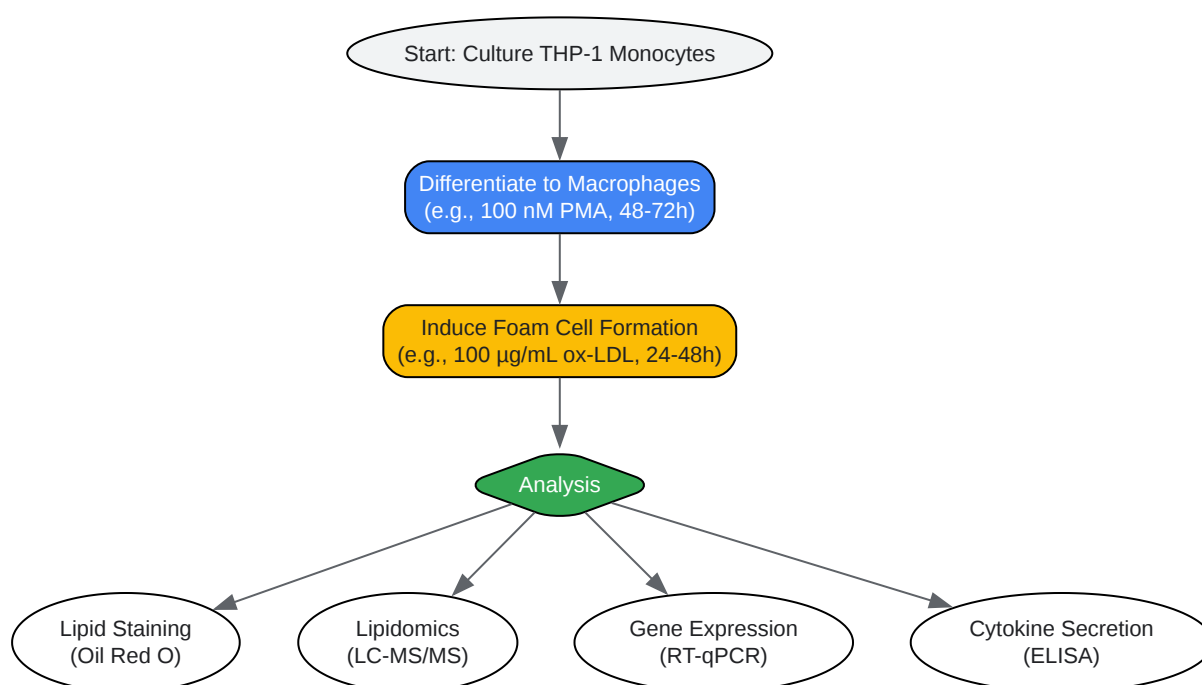 Start: Culture THP-1 Monocytes
Differentiate to Macrophages
(e.g., 100 nM PMA, 48-72h)
Induce Foam Cell Formation
(e.g., 100 µg/mL ox-LDL, 24-48h)
Analysis
Lipid Staining
(Oil Red O)
Lipidomics
(LC-MS/MS)
Gene Expression
(RT-qPCR)
Cytokine Secretion
(ELISA)